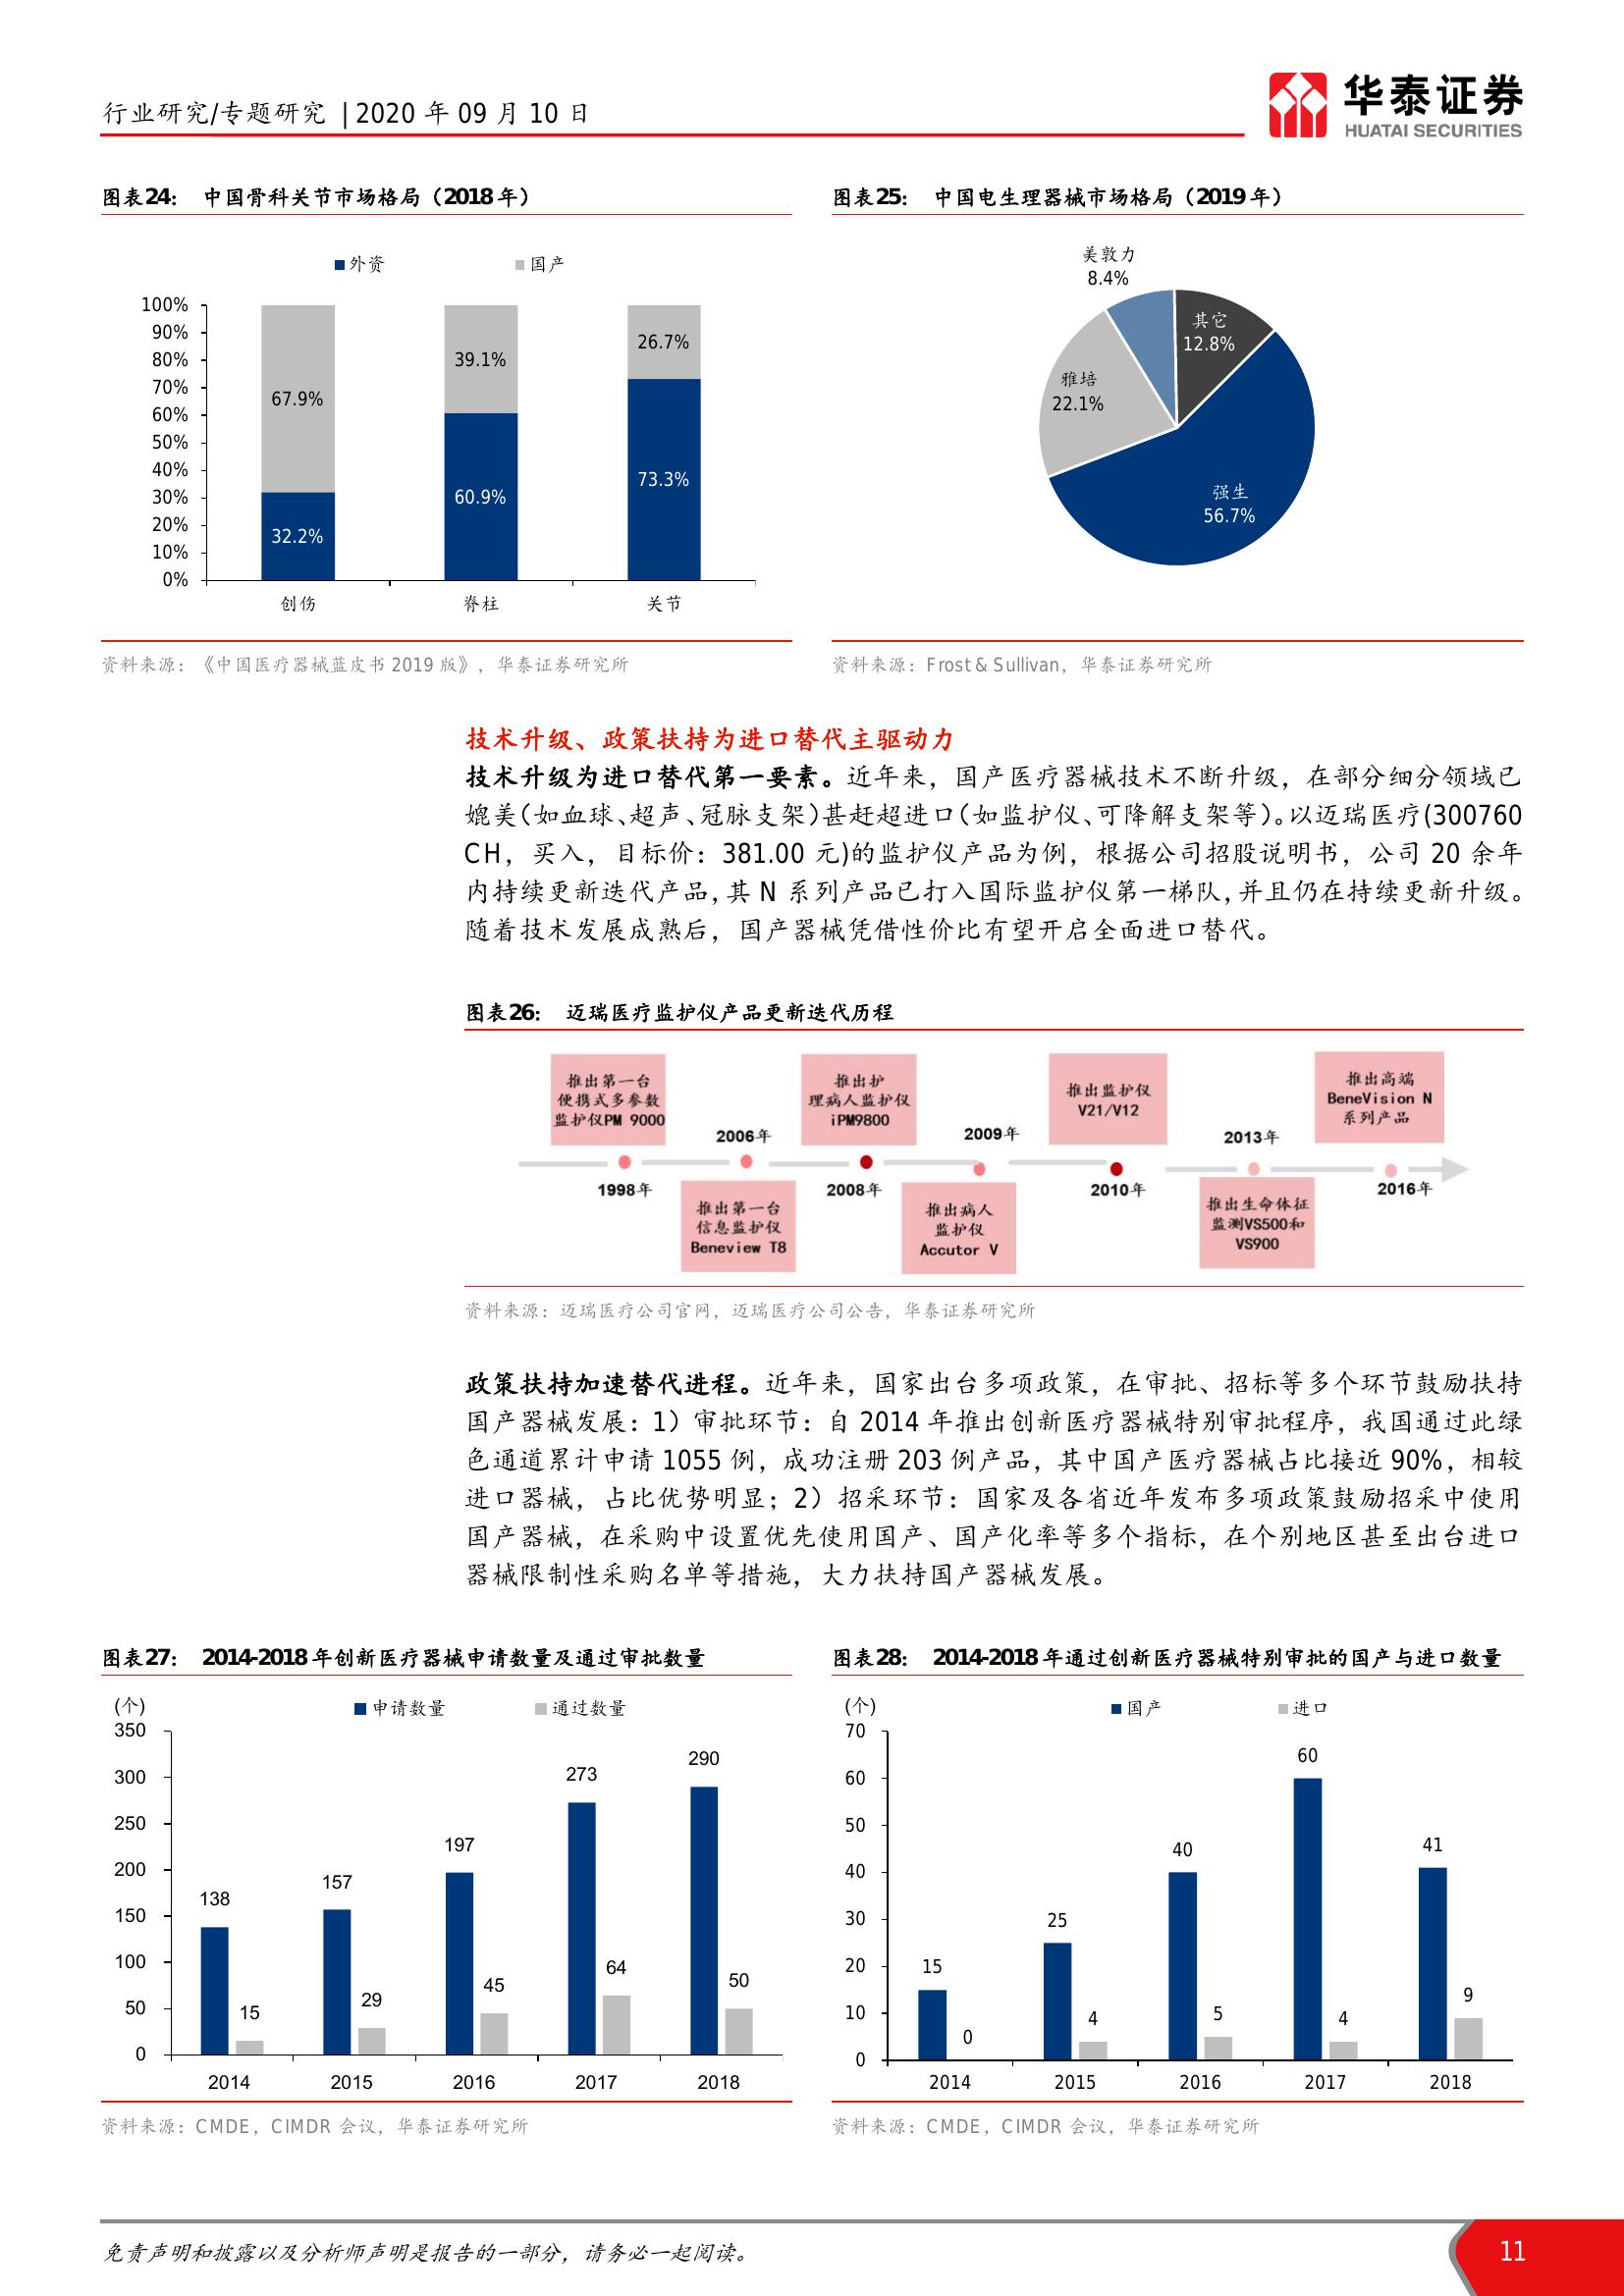 行业研究/专题研究 | 2020 年 09 月 10 日
华泰证券
HUATAI SECURITIES
图表24： 中国骨科关节市场格局（2018 年）
外资 国产
100%
90%
80%
70%
60%
50%
40%
30%
20%
10%
0%
67.9%
39.1%
26.7%
32.2%
60.9%
73.3%
创伤 脊柱 关节
资料来源：《中国医疗器械蓝皮书 2019 版》，华泰证券研究所
图表25： 中国电生理器械市场格局（2019 年）
美敦力
8.4%
其它
12.8%
雅培
22.1%
强生
56.7%
资料来源：Frost & Sullivan，华泰证券研究所
技术升级、政策扶持为进口替代主驱动力
技术升级为进口替代第一要素。近年来，国产医疗器械技术不断升级，在部分细分领域已
媲美（如血球、超声、冠脉支架）甚赶超进口（如监护仪、可降解支架等）。以迈瑞医疗(300760
CH，买入，目标价：381.00 元)的监护仪产品为例，根据公司招股说明书，公司 20 余年
内持续更新迭代产品，其 N 系列产品已打入国际监护仪第一梯队，并且仍在持续更新升级。
随着技术发展成熟后，国产器械凭借性价比有望开启全面进口替代。
图表26： 迈瑞医疗监护仪产品更新迭代历程
推出第一台
便携式多参数
监护仪PM 9000
1998年
2006年
推出第一台
信息监护仪
Beneview T8
推出护
理病人监护仪
iPM9800
2008年
2009年
推出病人
监护仪
Accutor V
推出监护仪
V21/V12
2010年
2013年
推出生命体征
监测VS500和
VS900
推出高端
BeneVision N
系列产品
2016年
资料来源：迈瑞医疗公司官网，迈瑞医疗公司公告，华泰证券研究所
政策扶持加速替代进程。近年来，国家出台多项政策，在审批、招标等多个环节鼓励扶持
国产器械发展：1）审批环节：自 2014 年推出创新医疗器械特别审批程序，我国通过此绿
色通道累计申请 1055 例，成功注册 203 例产品，其中国产医疗器械占比接近 90%，相较
进口器械，占比优势明显；2）招采环节：国家及各省近年发布多项政策鼓励招采中使用
国产器械，在采购中设置优先使用国产、国产化率等多个指标，在个别地区甚至出台进口
器械限制性采购名单等措施，大力扶持国产器械发展。
图表27： 2014-2018 年创新医疗器械申请数量及通过审批数量
(个)
申请数量 通过数量
350
300
250
200
150
100
50
0
138 15
157 29
197 45
273 64
290 50
2014 2015 2016 2017 2018
资料来源：CMDE，CIMDR 会议，华泰证券研究所
图表28： 2014-2018 年通过创新医疗器械特别审批的国产与进口数量
(个)
国产 进口
70
60
50
40
30
20
10
0
15 0
25 4
40 5
60 4
41 9
2014 2015 2016 2017 2018
资料来源：CMDE，CIMDR 会议，华泰证券研究所
免责声明和披露以及分析师声明是报告的一部分，请务必一起阅读。
11